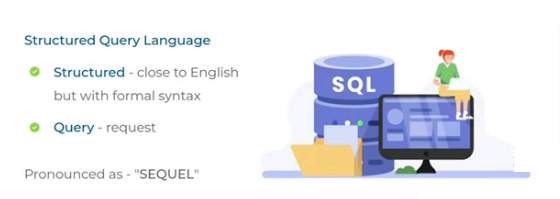 Structured Query Language
Structured - close to English
but with formal syntax
Query - request
Pronounced as - "SEQUEL"
SQL